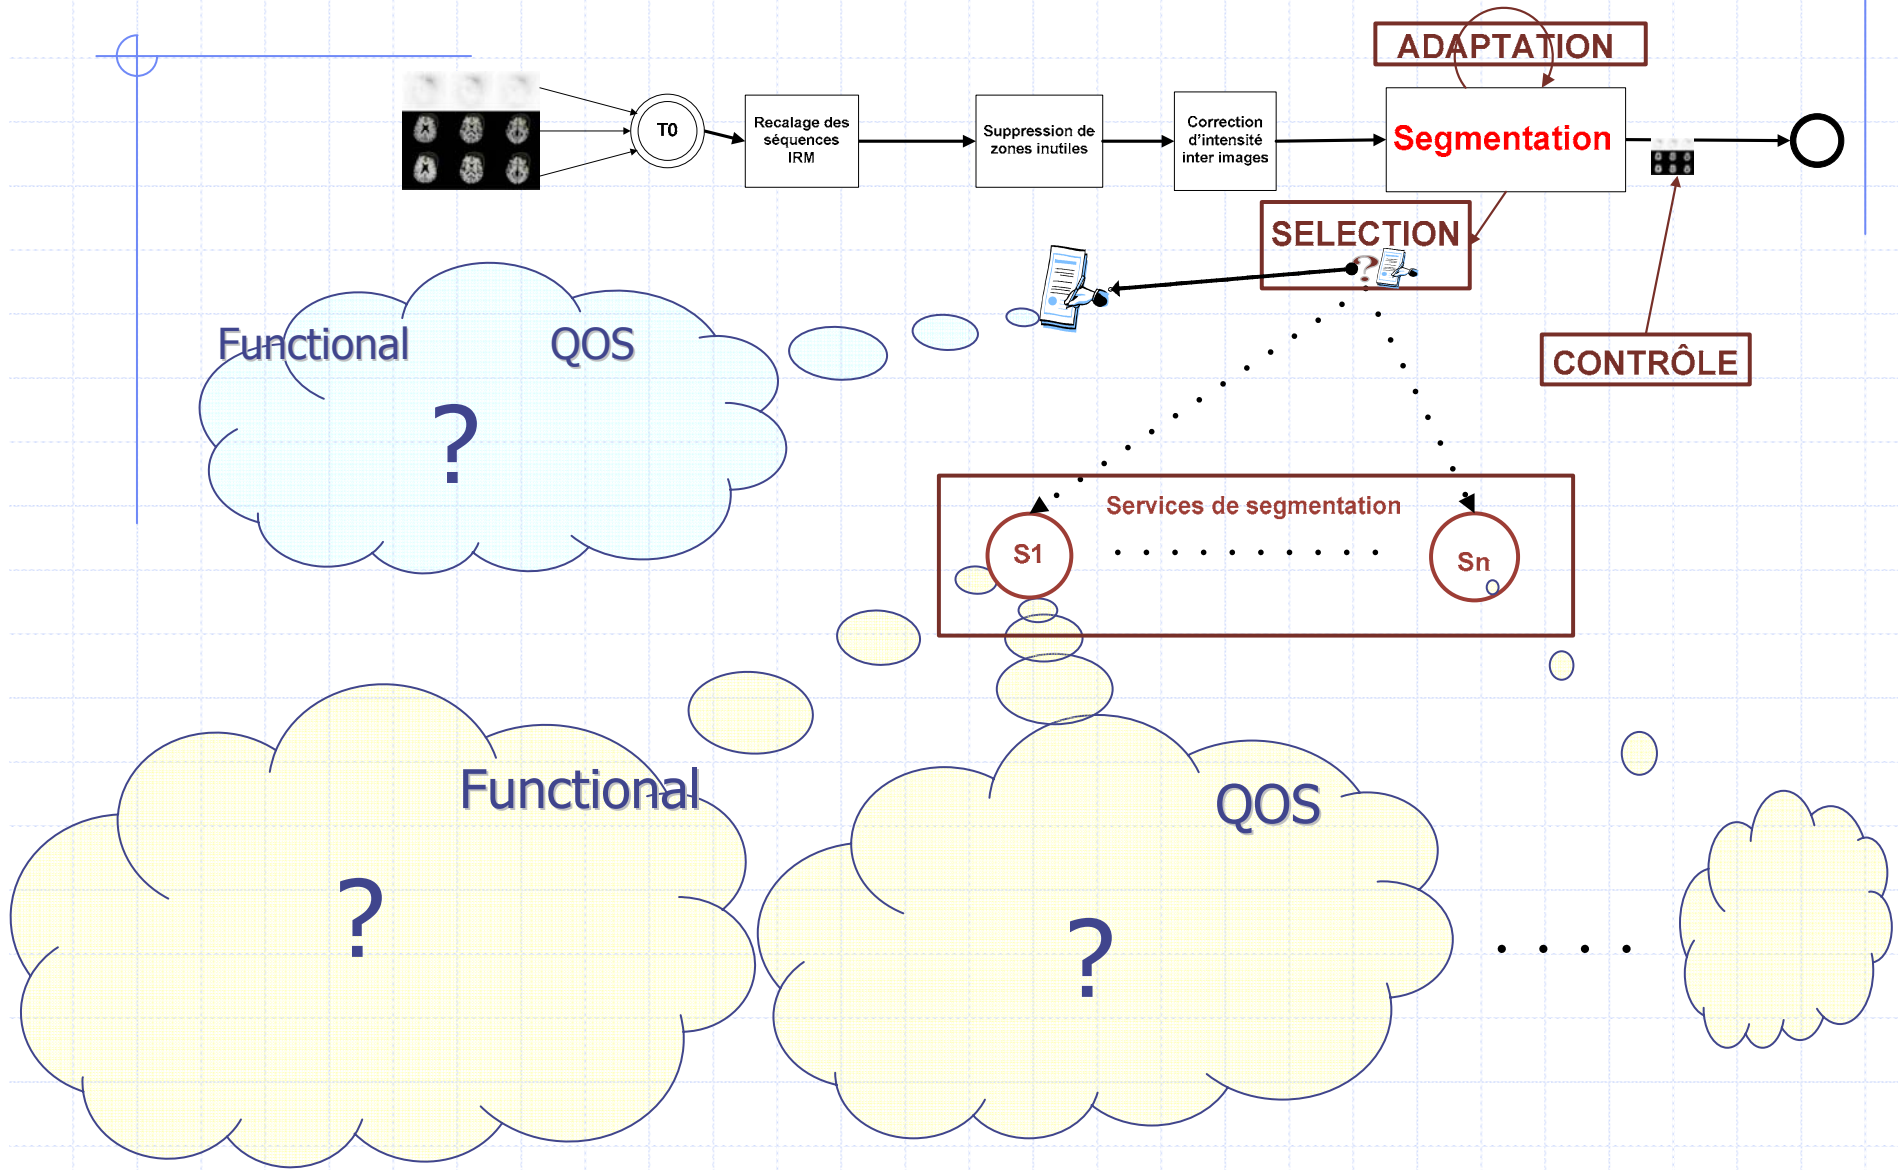 ADAPTATION
T0
Recalage des
séquences
IRM
Suppression de
zones inutiles
Correction
d'intensité
inter images
Segmentation
SELECTION
?
CONTRÔLE
Functional
QOS
?
Services de segmentation
S1
Sn
Functional
?
QOS
?